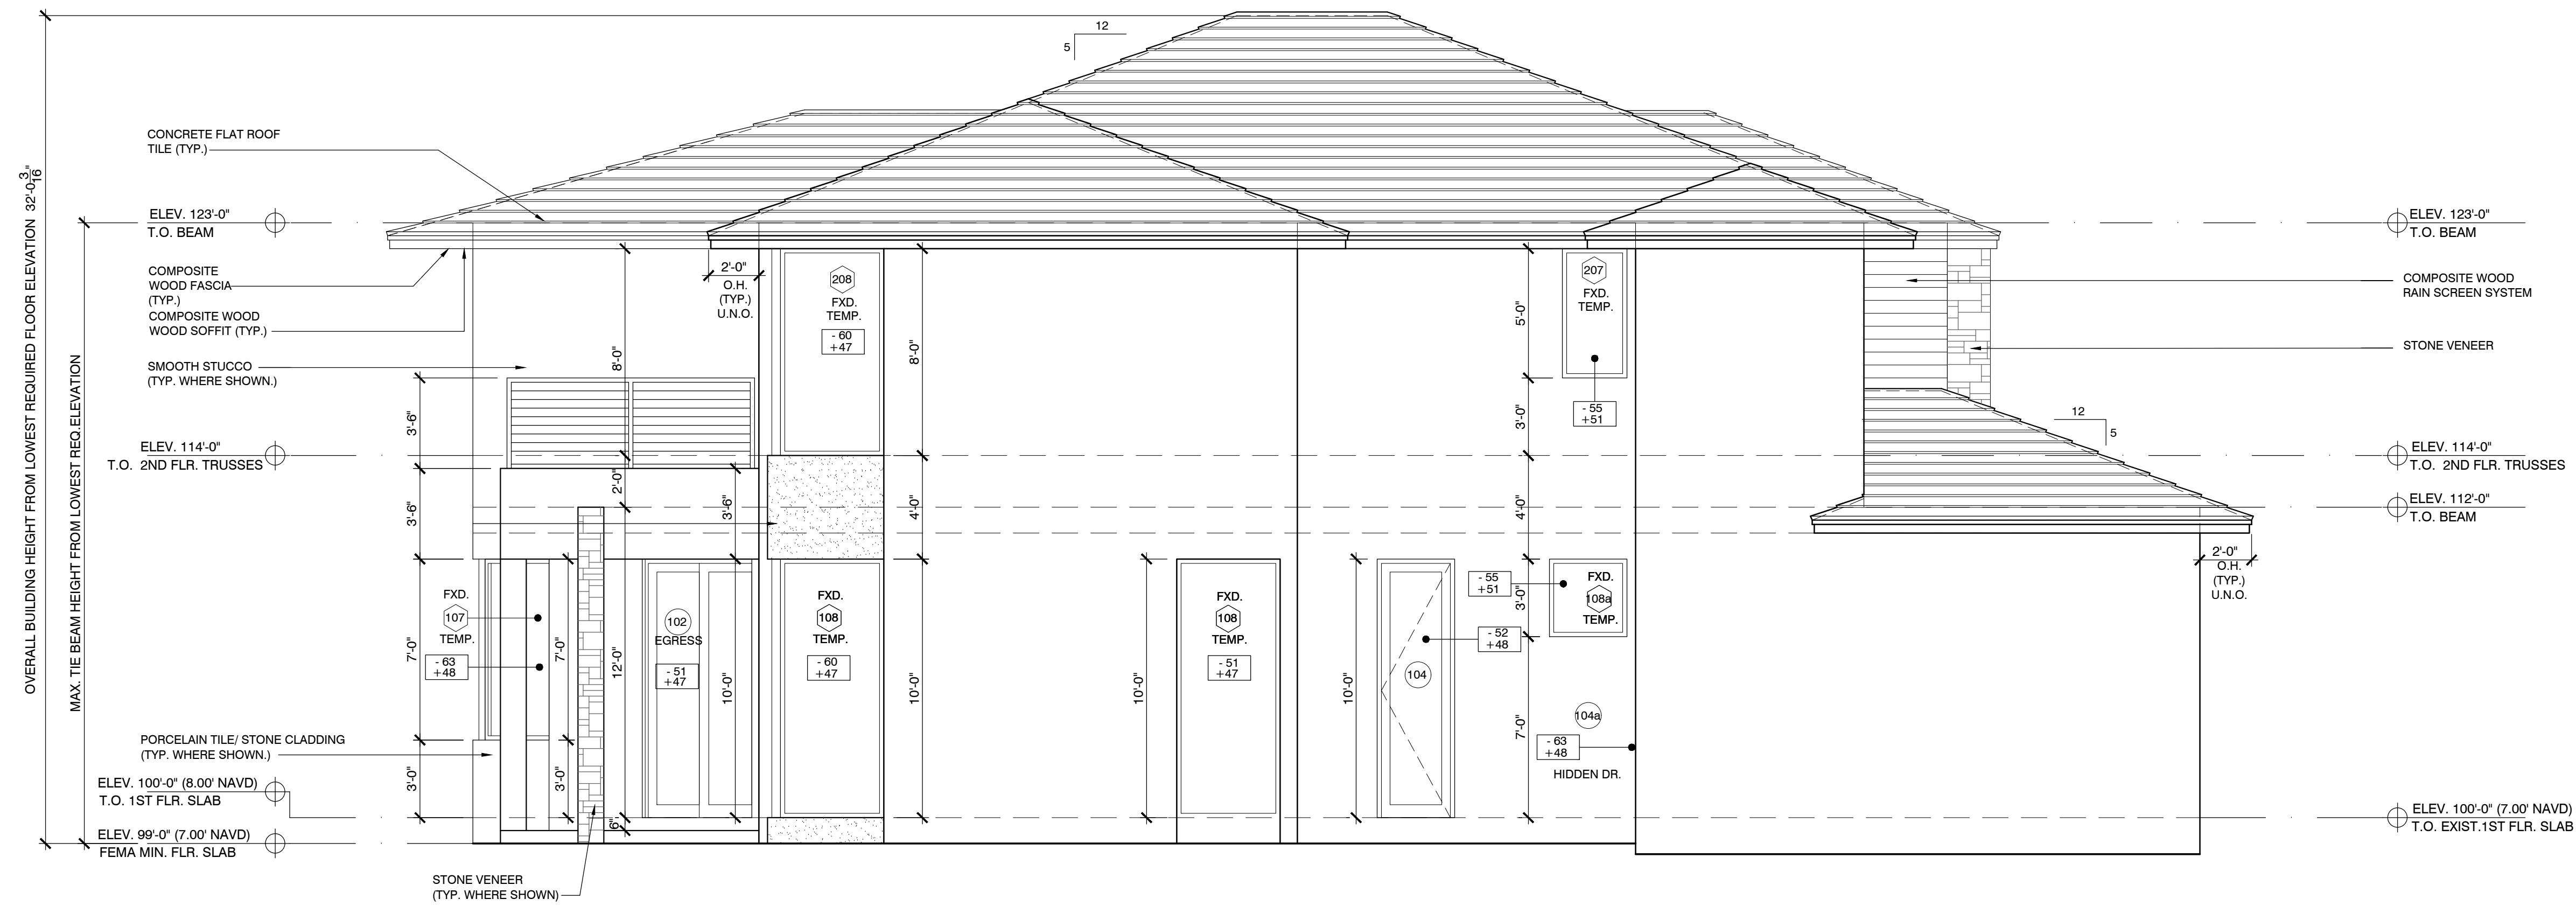 OVERALL BUILDING HEIGHT FROM LOWEST REQUIRED FLOOR ELEVATION 32'-0 3/16"
MAX. TIE BEAM HEIGHT FROM LOWEST REQ. ELEVATION
CONCRETE FLAT ROOF
TILE (TYP.)
ELEV. 123'-0"
T.O. BEAM
COMPOSITE
WOOD FASCIA
(TYP.)
COMPOSITE WOOD
WOOD SOFFIT (TYP.)
SMOOTH STUCCO
(TYP. WHERE SHOWN.)
ELEV. 114'-0"
T.O. 2ND FLR. TRUSSES
PORCELAIN TILE/ STONE CLADDING
(TYP. WHERE SHOWN.)
ELEV. 100'-0" (8.00' NAVD)
T.O. 1ST FLR. SLAB
ELEV. 99'-0" (7.00' NAVD)
FEMA MIN. FLR. SLAB
STONE VENEER
(TYP. WHERE SHOWN)
3'-6"
3'-6"
7'-0"
3'-0"
FXD.
107
TEMP.
- 63
+48
7'-0"
3'-0"
8'-0"
2'-0"
12'-0"
6"
102
EGRESS
- 51
+47
3'-6"
10'-0"
2'-0"
O.H.
(TYP.)
U.N.O.
12
5
208
FXD.
TEMP.
- 60
+47
FXD.
108
TEMP.
- 60
+47
8'-0"
4'-0"
10'-0"
10'-0"
FXD.
108
TEMP.
- 51
+47
10'-0"
104
- 52
+48
- 55
+51
5'-0"
3'-0"
4'-0"
3'-0"
7'-0"
207
FXD.
TEMP.
- 55
+51
FXD.
108a
TEMP.
104a
- 63
+48
HIDDEN DR.
12
5
2'-0"
O.H.
(TYP.)
U.N.O.
ELEV. 123'-0"
T.O. BEAM
COMPOSITE WOOD
RAIN SCREEN SYSTEM
STONE VENEER
ELEV. 114'-0"
T.O. 2ND FLR. TRUSSES
ELEV. 112'-0"
T.O. BEAM
ELEV. 100'-0" (7.00' NAVD)
T.O. EXIST.1ST FLR. SLAB